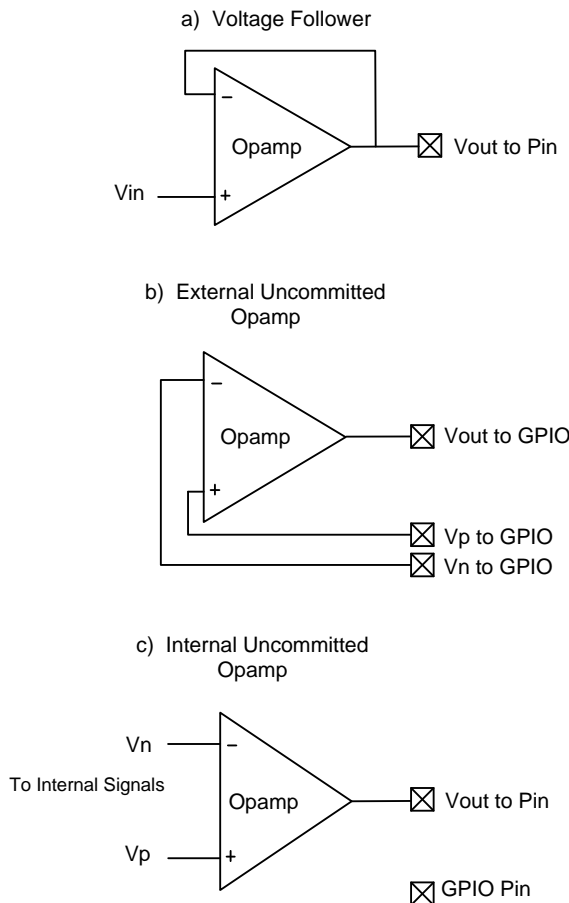 a) Voltage Follower
−
Opamp
Vout to Pin
Vin
+
b) External Uncommitted
Opamp
−
Opamp
Vout to GPIO
+
Vp to GPIO
Vn to GPIO
c) Internal Uncommitted
Opamp
Vn
−
To Internal Signals
Opamp
Vout to Pin
Vp
+
GPIO Pin